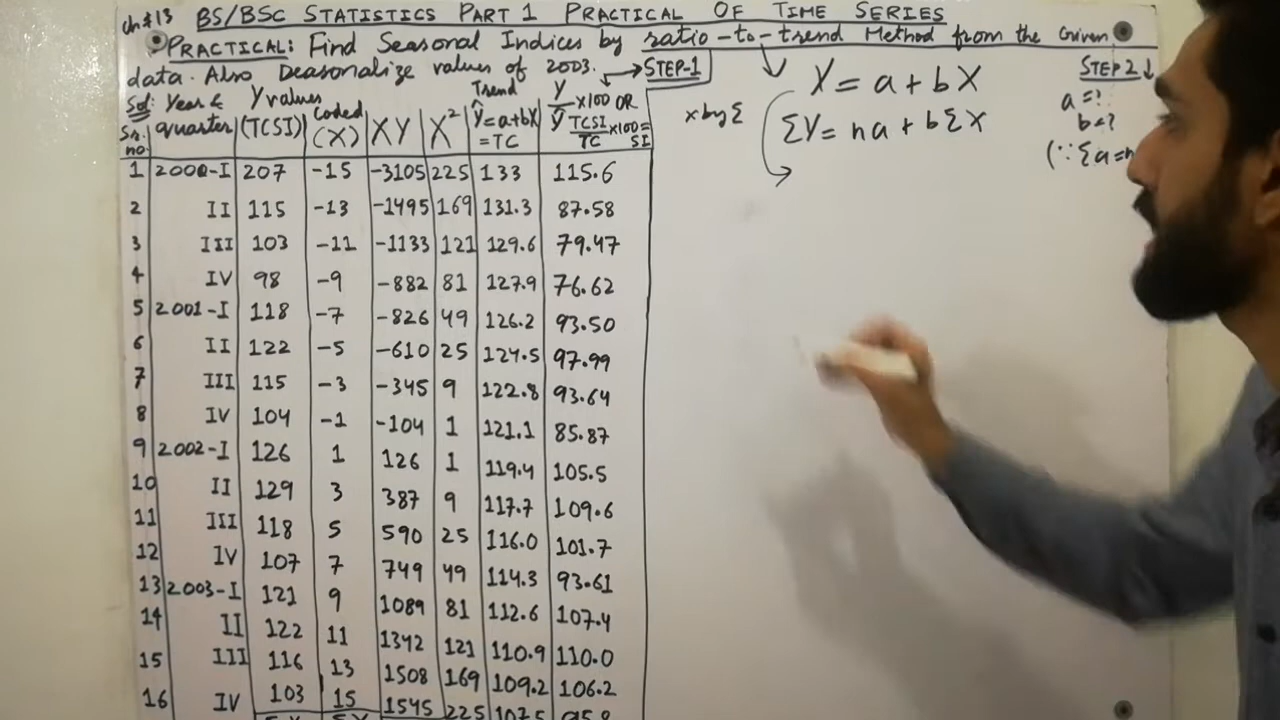 Ch#13 BS/BSC STATISTICS PART 1 PRACTICAL OF TIME SERIES
PRACTICAL: Find Seasonal Indices by ratio-to-trend Method from the Given
data. Also Deasonalize values of 2003. → STEP-1
Sol: Year & quarter Y values (TCSI) Coded (X) XY X² Trend Ŷ=a+bX =TC Y/Ŷ ×100 OR TCSI/TC ×100= SI
Sr. no
1 2000-I 207 -15 -3105 225 133 115.6
2 II 115 -13 -1495 169 131.3 87.58
3 III 103 -11 -1133 121 129.6 79.47
4 IV 98 -9 -882 81 127.9 76.62
5 2001-I 118 -7 -826 49 126.2 93.50
6 II 122 -5 -610 25 124.5 97.99
7 III 115 -3 -345 9 122.8 93.64
8 IV 104 -1 -104 1 121.1 85.87
9 2002-I 126 1 126 1 119.4 105.5
10 II 129 3 387 9 117.7 109.6
11 III 118 5 590 25 116.0 101.7
12 IV 107 7 749 49 114.3 93.61
13 2003-I 121 9 1089 81 112.6 107.4
14 II 122 11 1342 121 110.9 110.0
15 III 116 13 1508 169 109.2 106.2
16 IV 103 15 1545 225 107.5 95.8
Y = a + bX
x by Σ
ΣY = na + bΣX
STEP 2 ↓
a = ?
b = ?
(∵ Σa = n